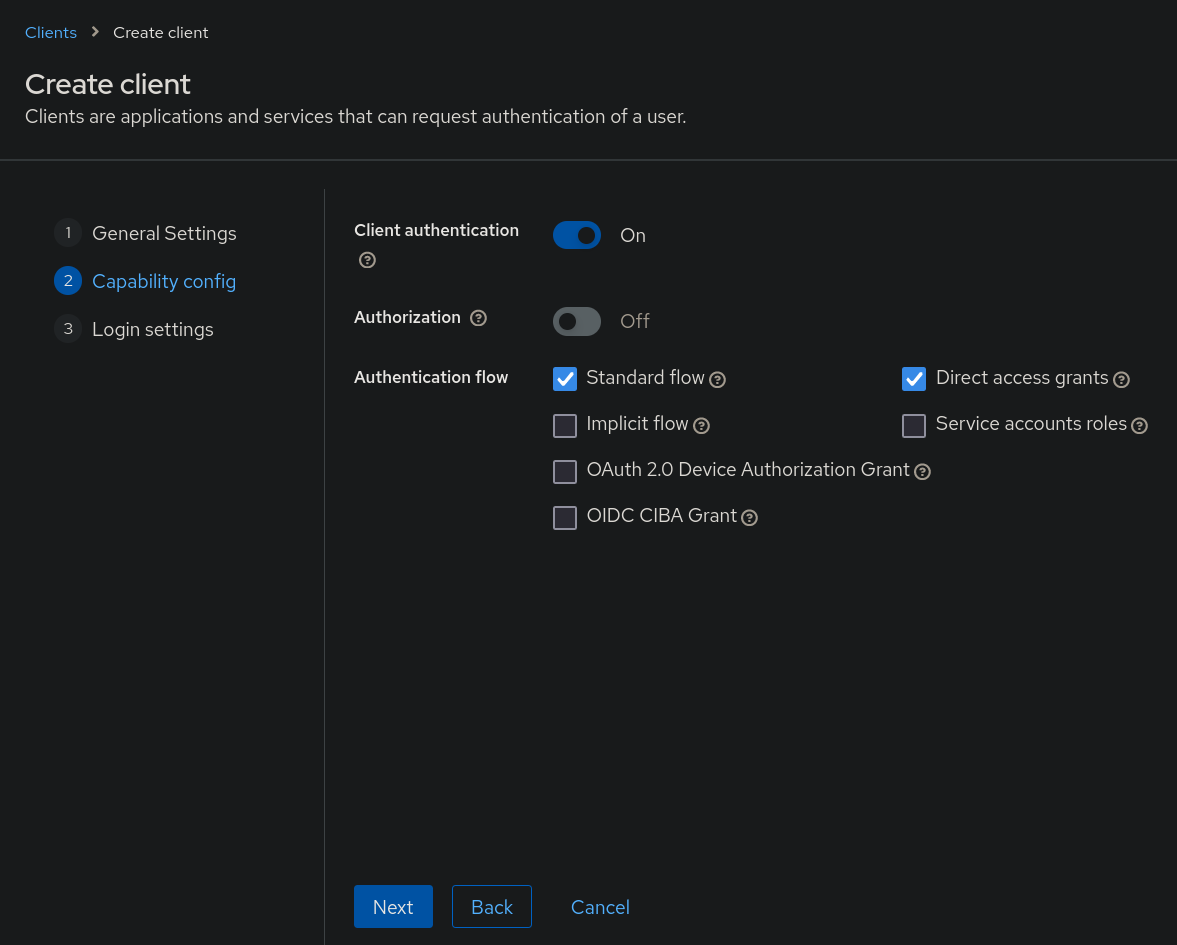 Clients > Create client
Create client
Clients are applications and services that can request authentication of a user.
1 General Settings
2 Capability config
3 Login settings
Client authentication
On
Authorization
Off
Authentication flow
Standard flow
Direct access grants
Implicit flow
Service accounts roles
OAuth 2.0 Device Authorization Grant
OIDC CIBA Grant
Next
Back
Cancel